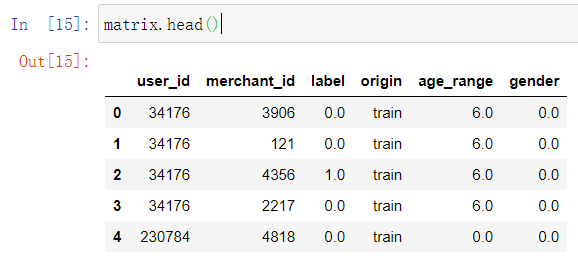 In [15]: matrix.head()
Out[15]:
user_id merchant_id label origin age_range gender
0 34176 3906 0.0 train 6.0 0.0
1 34176 121 0.0 train 6.0 0.0
2 34176 4356 1.0 train 6.0 0.0
3 34176 2217 0.0 train 6.0 0.0
4 230784 4818 0.0 train 0.0 0.0